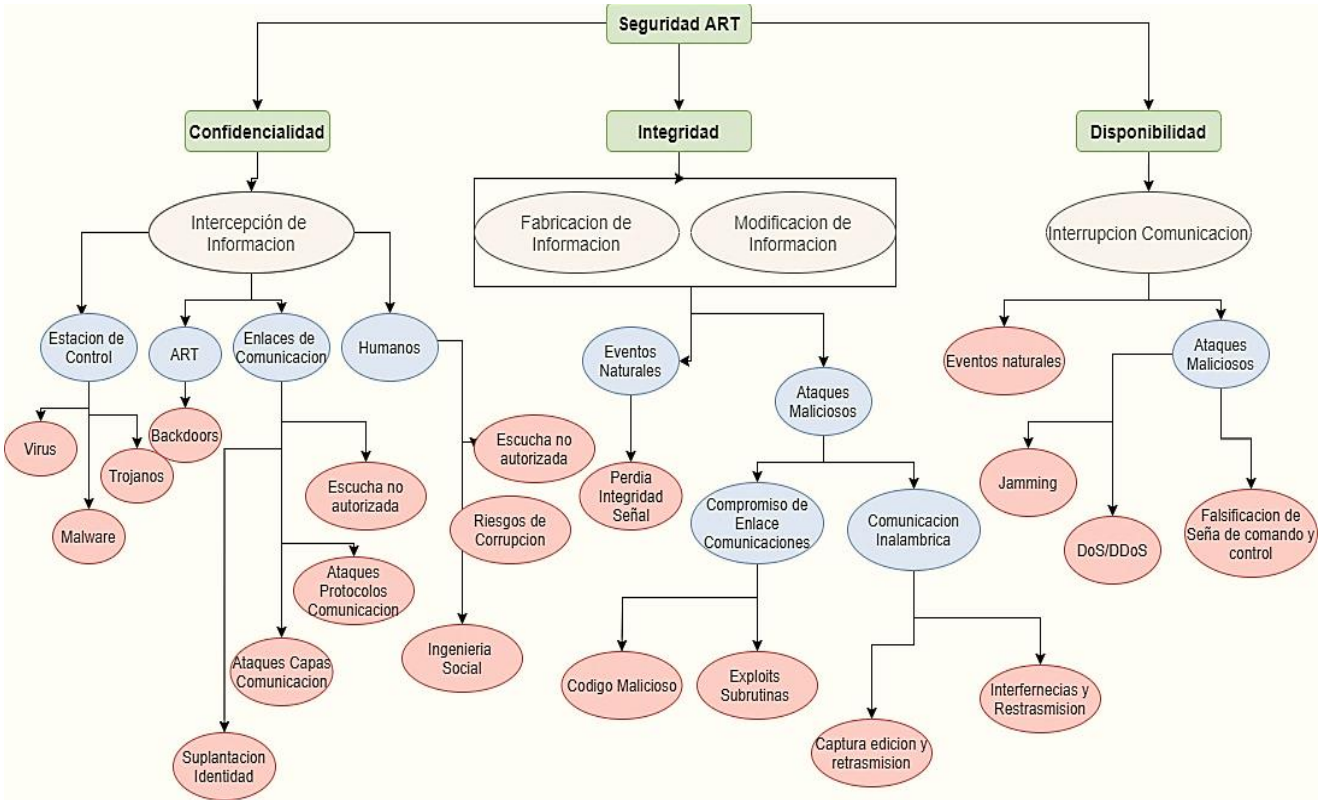 Seguridad ART
Confidencialidad
Integridad
Disponibilidad
Intercepción de
Informacion
Fabricacion de
Informacion
Modificacion de
Informacion
Interrupcion Comunicacion
Estacion de
Control
ART
Enlaces de
Comunicacion
Humanos
Eventos
Naturales
Ataques
Maliciosos
Eventos naturales
Ataques
Maliciosos
Virus
Trojanos
Malware
Backdoors
Escucha no
autorizada
Ataques
Protocolos
Comunicacion
Ataques Capas
Comunicacion
Suplantacion
Identidad
Escucha no
autorizada
Riesgos de
Corrupcion
Ingenieria
Social
Perdia
Integridad
Señal
Compromiso de
Enlace
Comunicaciones
Comunicacion
Inalambrica
Codigo Malicioso
Exploits
Subrutinas
Captura edicion y
retrasmision
Interfernecias y
Restrasmision
Jamming
DoS/DDoS
Falsificacion de
Seña de comando y
control